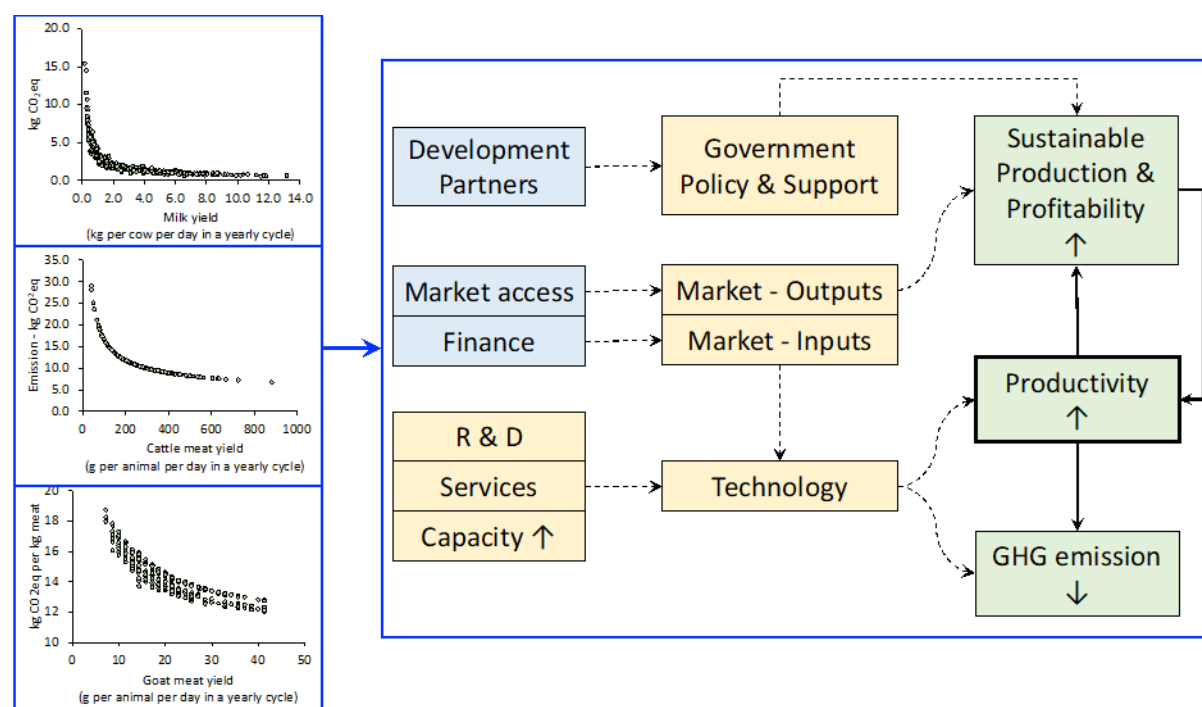 20.0
15.0
10.0
5.0
0.0
kg CO₂eq
0.0 2.0 4.0 6.0 8.0 10.0 12.0 14.0
Milk yield
(kg per cow per day in a yearly cycle)
35.0
30.0
25.0
20.0
15.0
10.0
5.0
0.0
Emission - kg CO²eq
0 200 400 600 800 1000
Cattle meat yield
(g per animal per day in a yearly cycle)
20
18
16
14
12
10
kg CO 2eq per kg meat
0 10 20 30 40 50
Goat meat yield
(g per animal per day in a yearly cycle)
Development
Partners
Government
Policy & Support
Sustainable
Production &
Profitability
↑
Market access
Finance
Market - Outputs
Market - Inputs
Productivity
↑
R & D
Services
Capacity ↑
Technology
GHG emission
↓